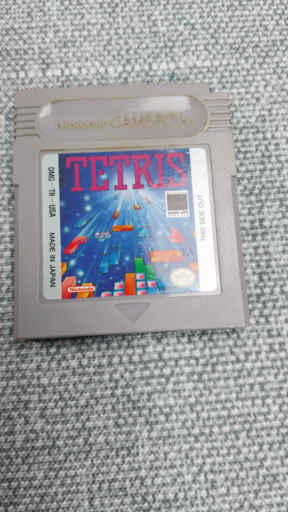 Nintendo GAME BOY
TETRIS
DMG-TR-USA
MADE IN JAPAN
THIS SIDE OUT
Nintendo